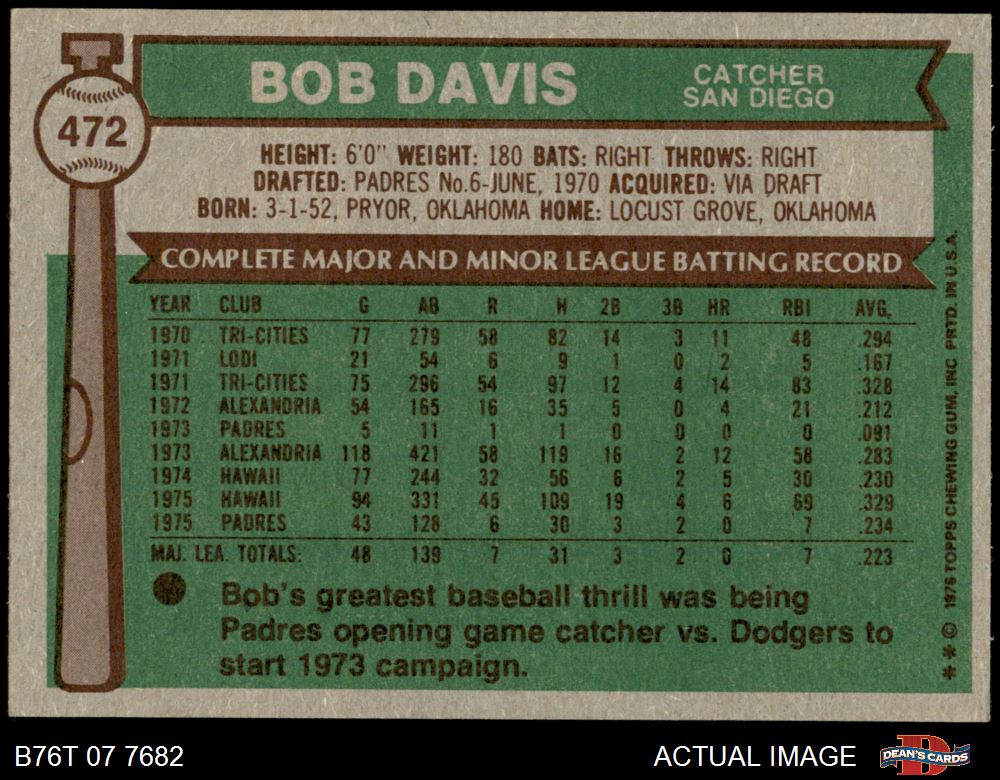 BOB DAVIS
CATCHER
SAN DIEGO
472
HEIGHT: 6'0" WEIGHT: 180 BATS: RIGHT THROWS: RIGHT
DRAFTED: PADRES No.6-JUNE, 1970 ACQUIRED: VIA DRAFT
BORN: 3-1-52, PRYOR, OKLAHOMA HOME: LOCUST GROVE, OKLAHOMA
COMPLETE MAJOR AND MINOR LEAGUE BATTING RECORD
YEAR CLUB G AB R H 2B 3B HR RBI AVG.
1970 TRI-CITIES 77 279 58 82 14 3 11 48 .294
1971 LODI 21 54 6 9 1 0 2 5 .167
1971 TRI-CITIES 75 296 54 97 12 4 14 83 .328
1972 ALEXANDRIA 54 165 16 35 5 0 4 21 .212
1973 PADRES 5 11 1 1 0 0 0 0 .091
1973 ALEXANDRIA 118 421 58 119 16 2 12 58 .283
1974 HAWAII 77 244 32 56 6 2 5 30 .230
1975 HAWAII 94 331 45 109 19 4 6 69 .329
1975 PADRES 43 128 6 30 3 2 0 7 .234
MAJ. LEA. TOTALS: 48 139 7 31 3 2 0 7 .223
Bob's greatest baseball thrill was being
Padres opening game catcher vs. Dodgers to
start 1973 campaign.
** © 1976 TOPPS CHEWING GUM, INC PRTD. IN U.S.A.
B76T 07 7682
ACTUAL IMAGE
DEAN'S CARDS